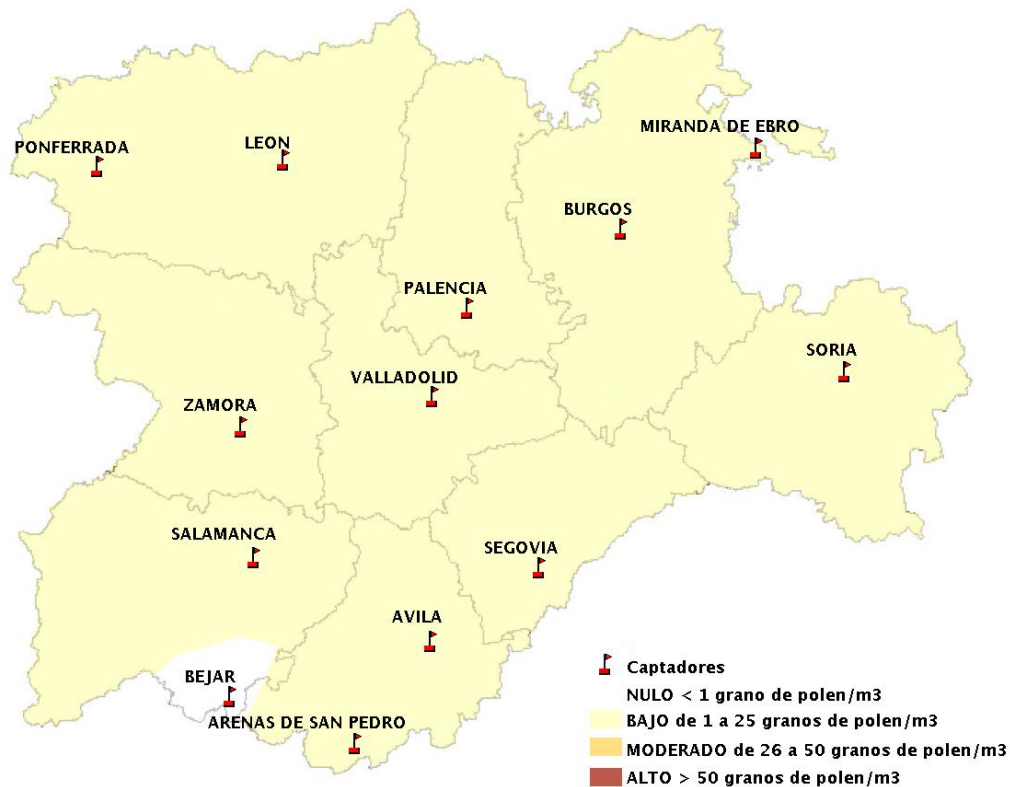 MIRANDA DE EBRO
PONFERRADA
LEON
BURGOS
PALENCIA
SORIA
VALLADOLID
ZAMORA
SALAMANCA
SEGOVIA
AVILA
BEJAR
ARENAS DE SAN PEDRO
Captadores
NULO < 1 grano de polen/m3
BAJO de 1 a 25 granos de polen/m3
MODERADO de 26 a 50 granos de polen/m3
ALTO > 50 granos de polen/m3